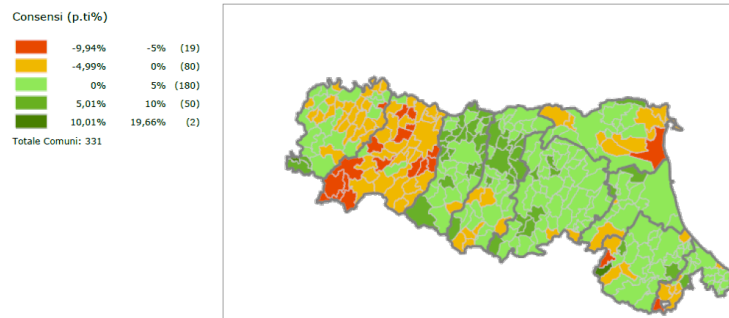 Consensi (p.ti%)
-9,94% -5% (19)
-4,99% 0% (80)
0% 5% (180)
5,01% 10% (50)
10,01% 19,66% (2)
Totale Comuni: 331